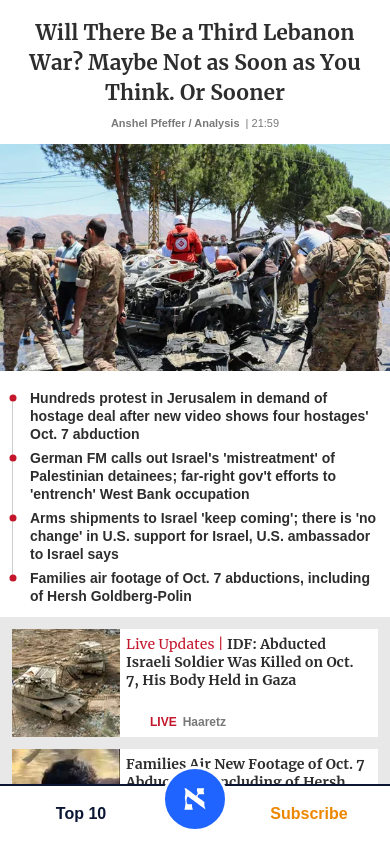 Will There Be a Third Lebanon
War? Maybe Not as Soon as You
Think. Or Sooner
Anshel Pfeffer / Analysis | 21:59
Hundreds protest in Jerusalem in demand of
hostage deal after new video shows four hostages'
Oct. 7 abduction
German FM calls out Israel's 'mistreatment' of
Palestinian detainees; far-right gov't efforts to
'entrench' West Bank occupation
Arms shipments to Israel 'keep coming'; there is 'no
change' in U.S. support for Israel, U.S. ambassador
to Israel says
Families air footage of Oct. 7 abductions, including
of Hersh Goldberg-Polin
Live Updates | IDF: Abducted
Israeli Soldier Was Killed on Oct.
7, His Body Held in Gaza
LIVE Haaretz
Families Air New Footage of Oct. 7
of Hersh
Top 10
Subscribe